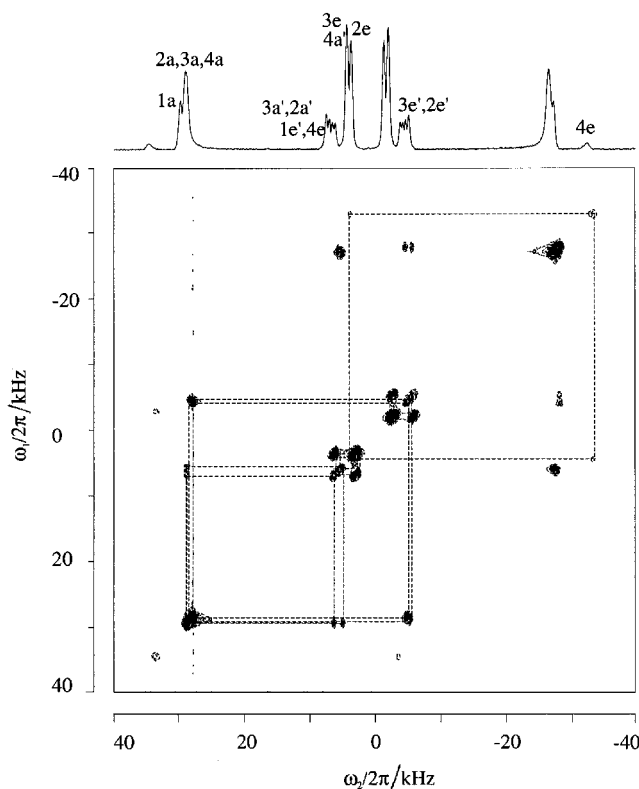 3e
4a' 2e
2a,3a,4a
1a
3a',2a'
1e',4e
3e',2e'
4e
-40
-20
0
20
40
ω₁/2π/kHz
40 20 0 -20 -40
ω₂/2π/kHz